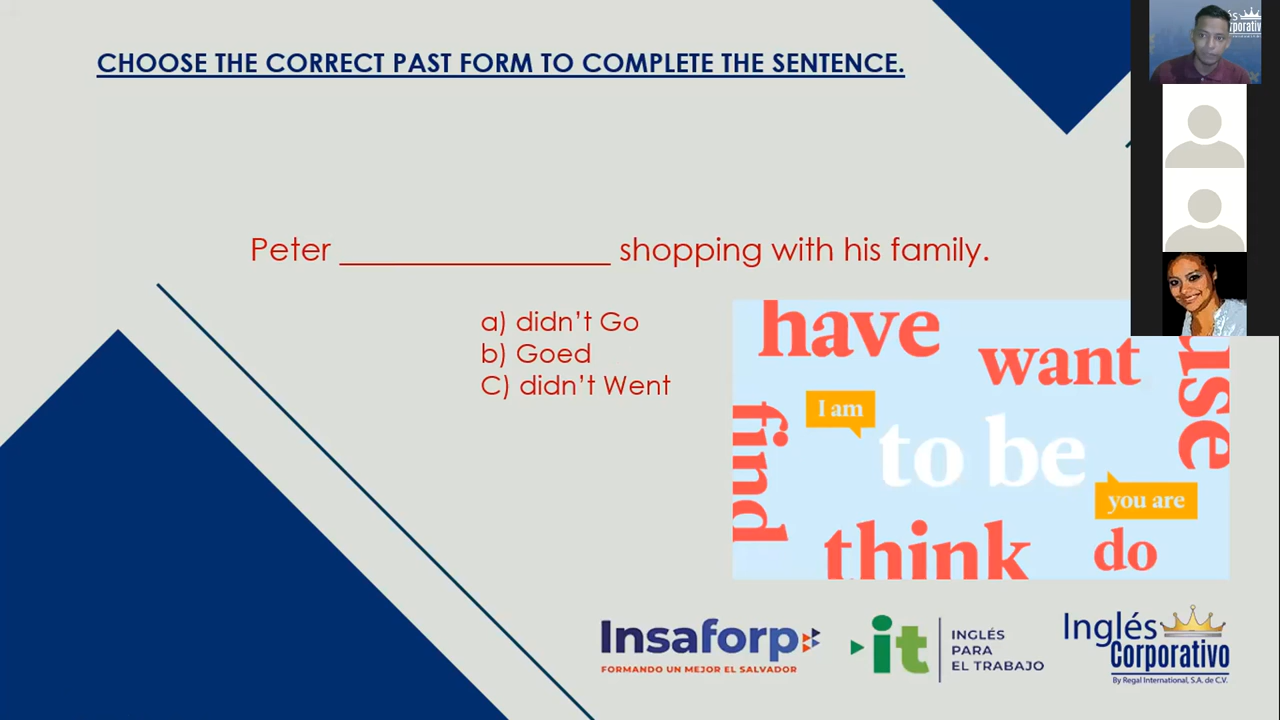 CHOOSE THE CORRECT PAST FORM TO COMPLETE THE SENTENCE.
Peter ________________ shopping with his family.
a) didn't Go
b) Goed
C) didn't Went
have
want
use
I am
find
to be
you are
think
do
Insaforp
FORMANDO UN MEJOR EL SALVADOR
it
INGLÉS
PARA
EL TRABAJO
Inglés
Corporativo
By Regal International, S.A. de C.V.